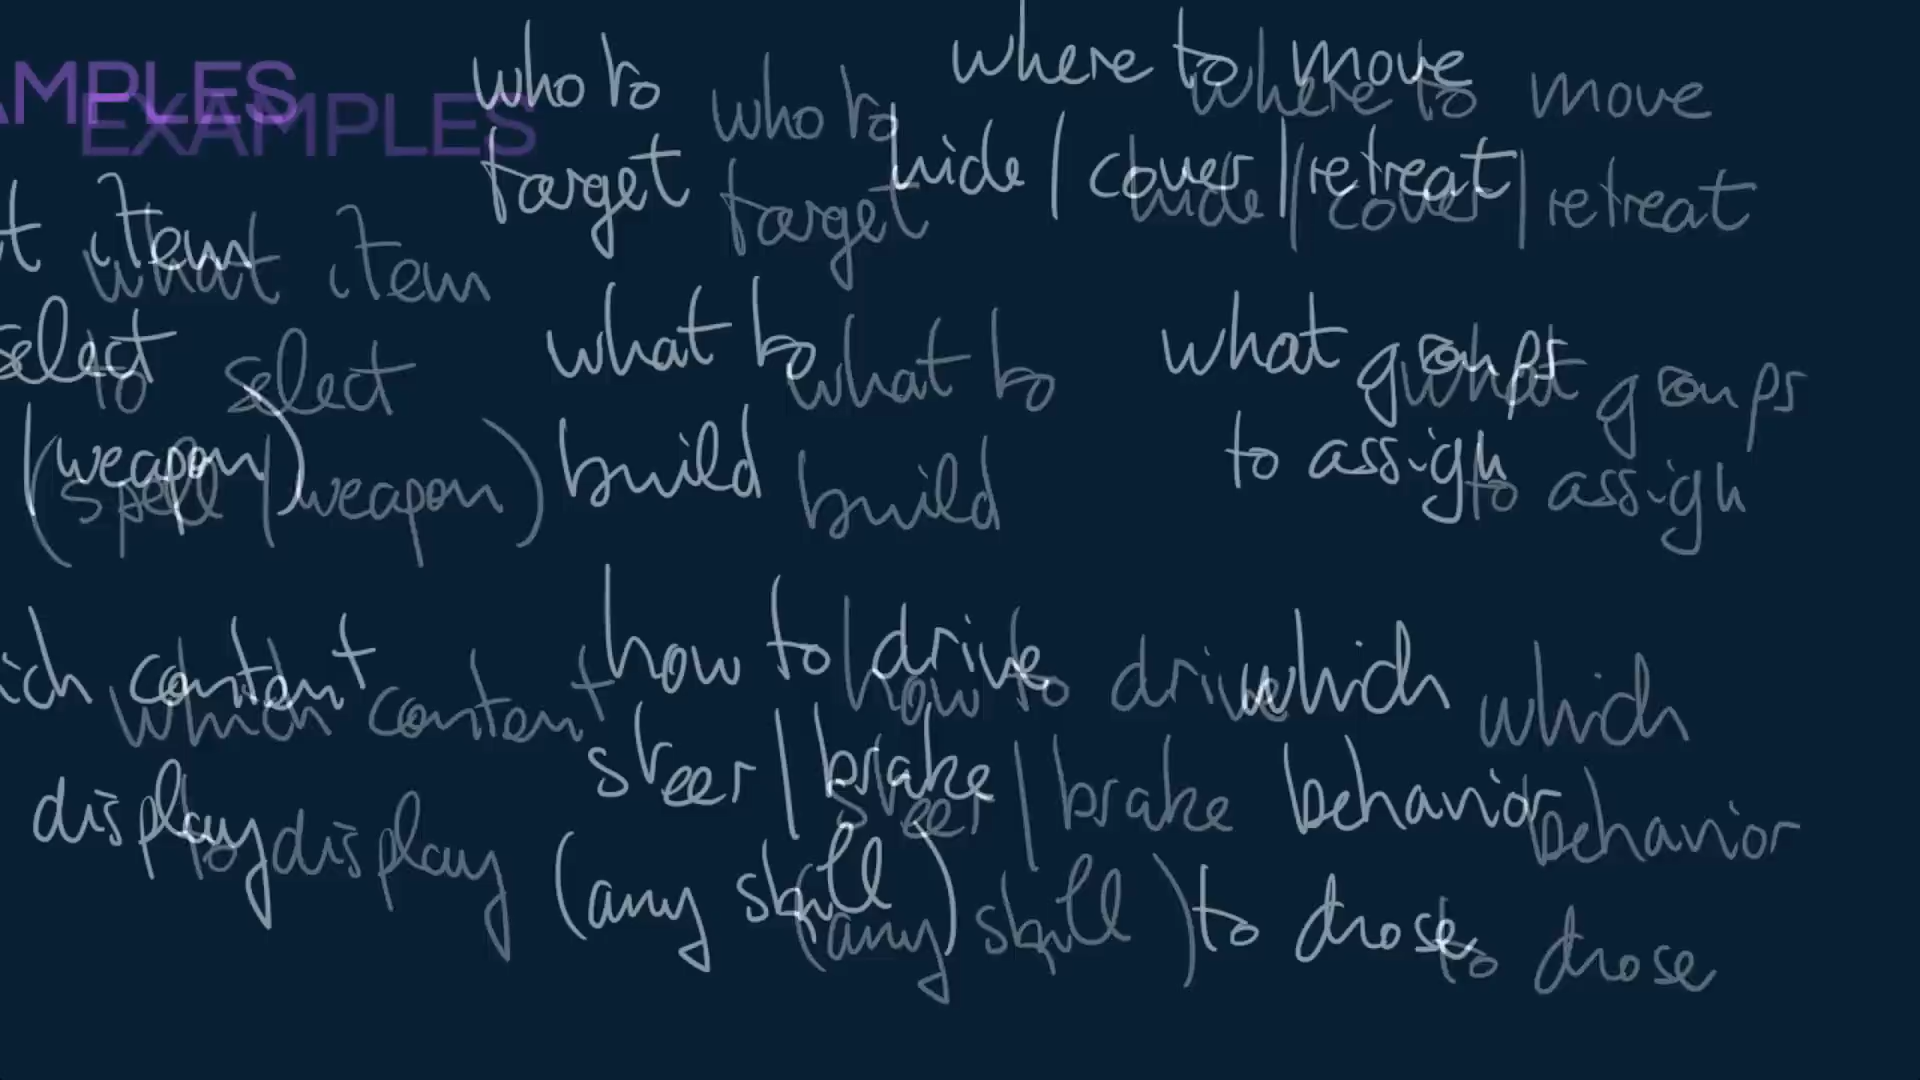 EXAMPLES
who to
target
where to move
hide | cover | retreat
what item
to select
(spell | weapon)
what to
build
what groups
to assign
which content
to display
how to drive
steer | brake
(any skill)
which
behavior
to choose